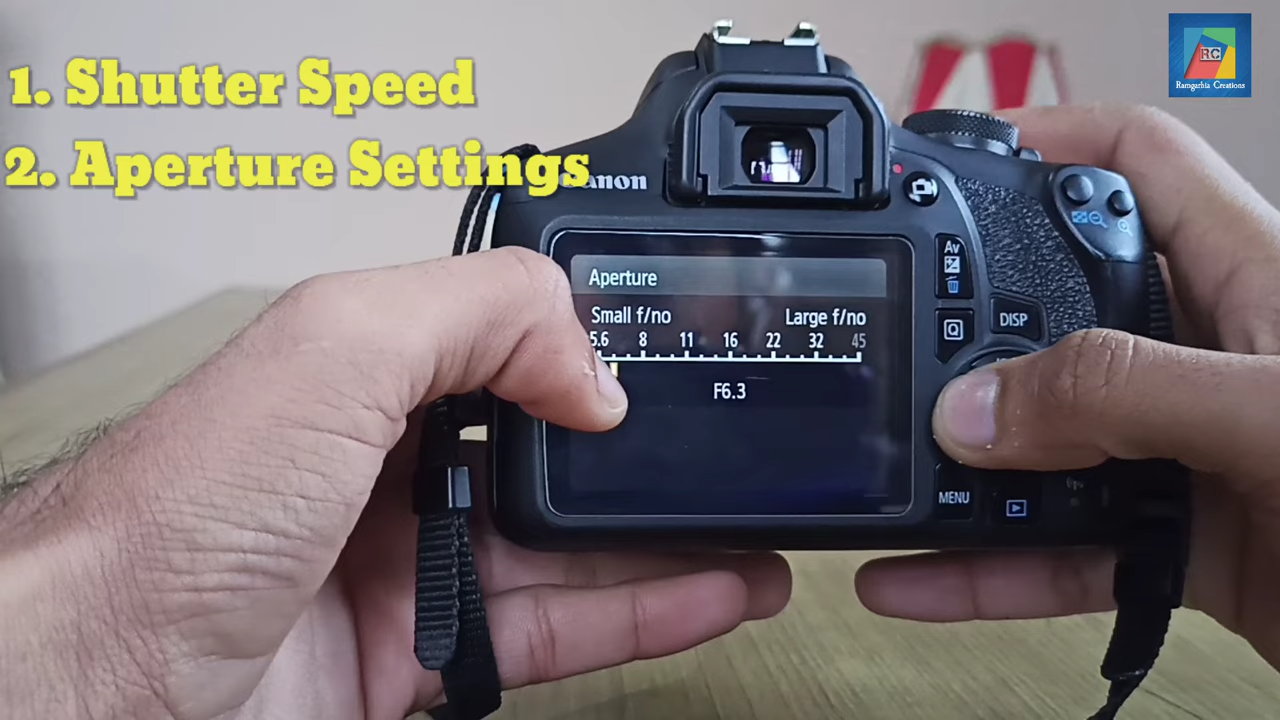 1. Shutter Speed
2. Aperture Settings
RC
Ramgarhia Creations
Canon
Aperture
Small f/no Large f/no
5.6 8 11 16 22 32 45
F6.3
Av
Q
DISP
MENU